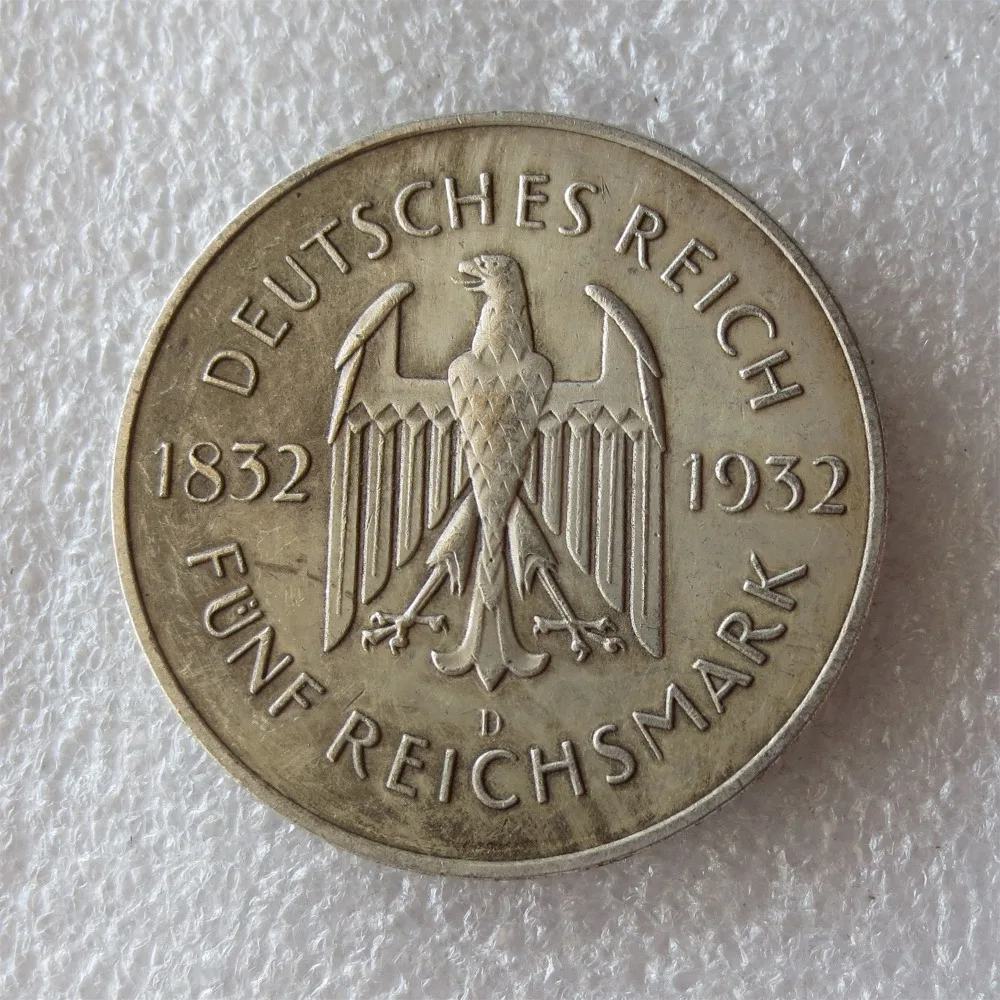 DEUTSCHES REICH
1832 1932
D
FÜNF REICHSMARK